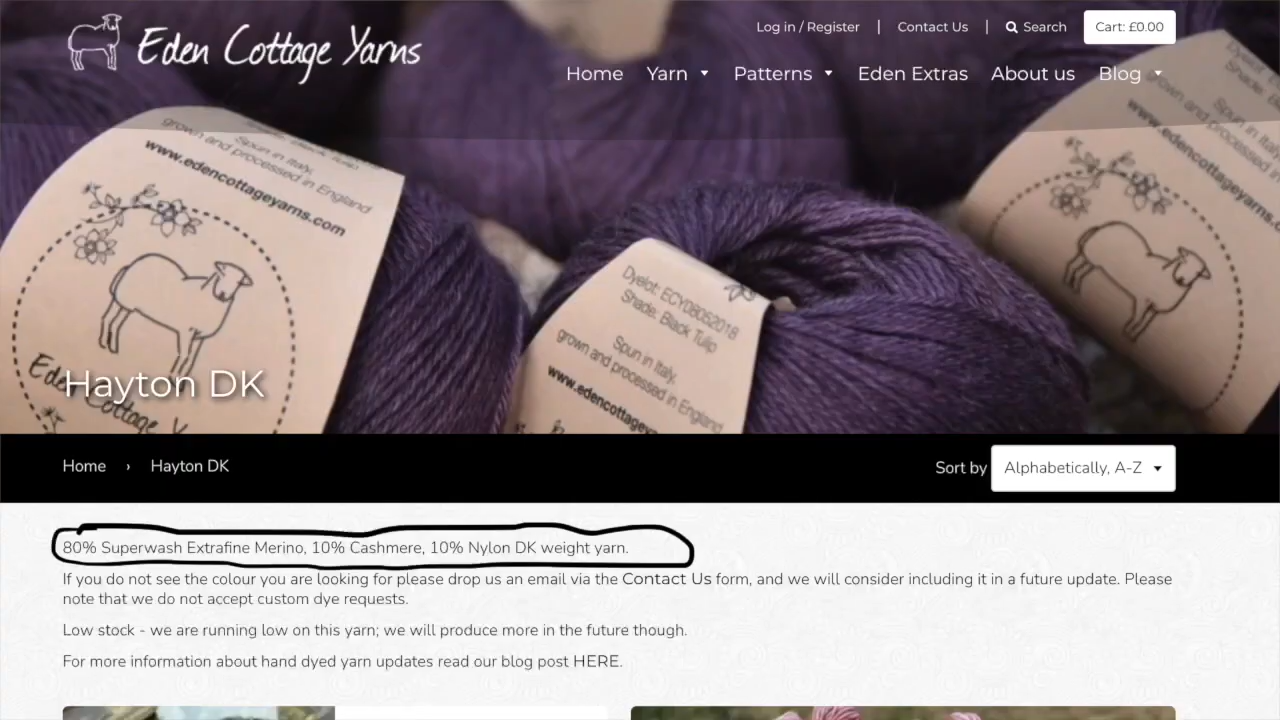 Eden Cottage Yarns
Log in / Register | Contact Us | Search Cart: £0.00
Home Yarn Patterns Eden Extras About us Blog
Spun in Italy,
grown and processed in England
www.edencottageyarns.com
Eden Cottage Y
Dyelot: ECY08052018
Shade: Black Tulip
Spun in Italy,
grown and processed in England
www.edencottagey
Hayton DK
Home › Hayton DK
Sort by Alphabetically, A-Z
80% Superwash Extrafine Merino, 10% Cashmere, 10% Nylon DK weight yarn.
If you do not see the colour you are looking for please drop us an email via the Contact Us form, and we will consider including it in a future update. Please
note that we do not accept custom dye requests.
Low stock - we are running low on this yarn; we will produce more in the future though.
For more information about hand dyed yarn updates read our blog post HERE.